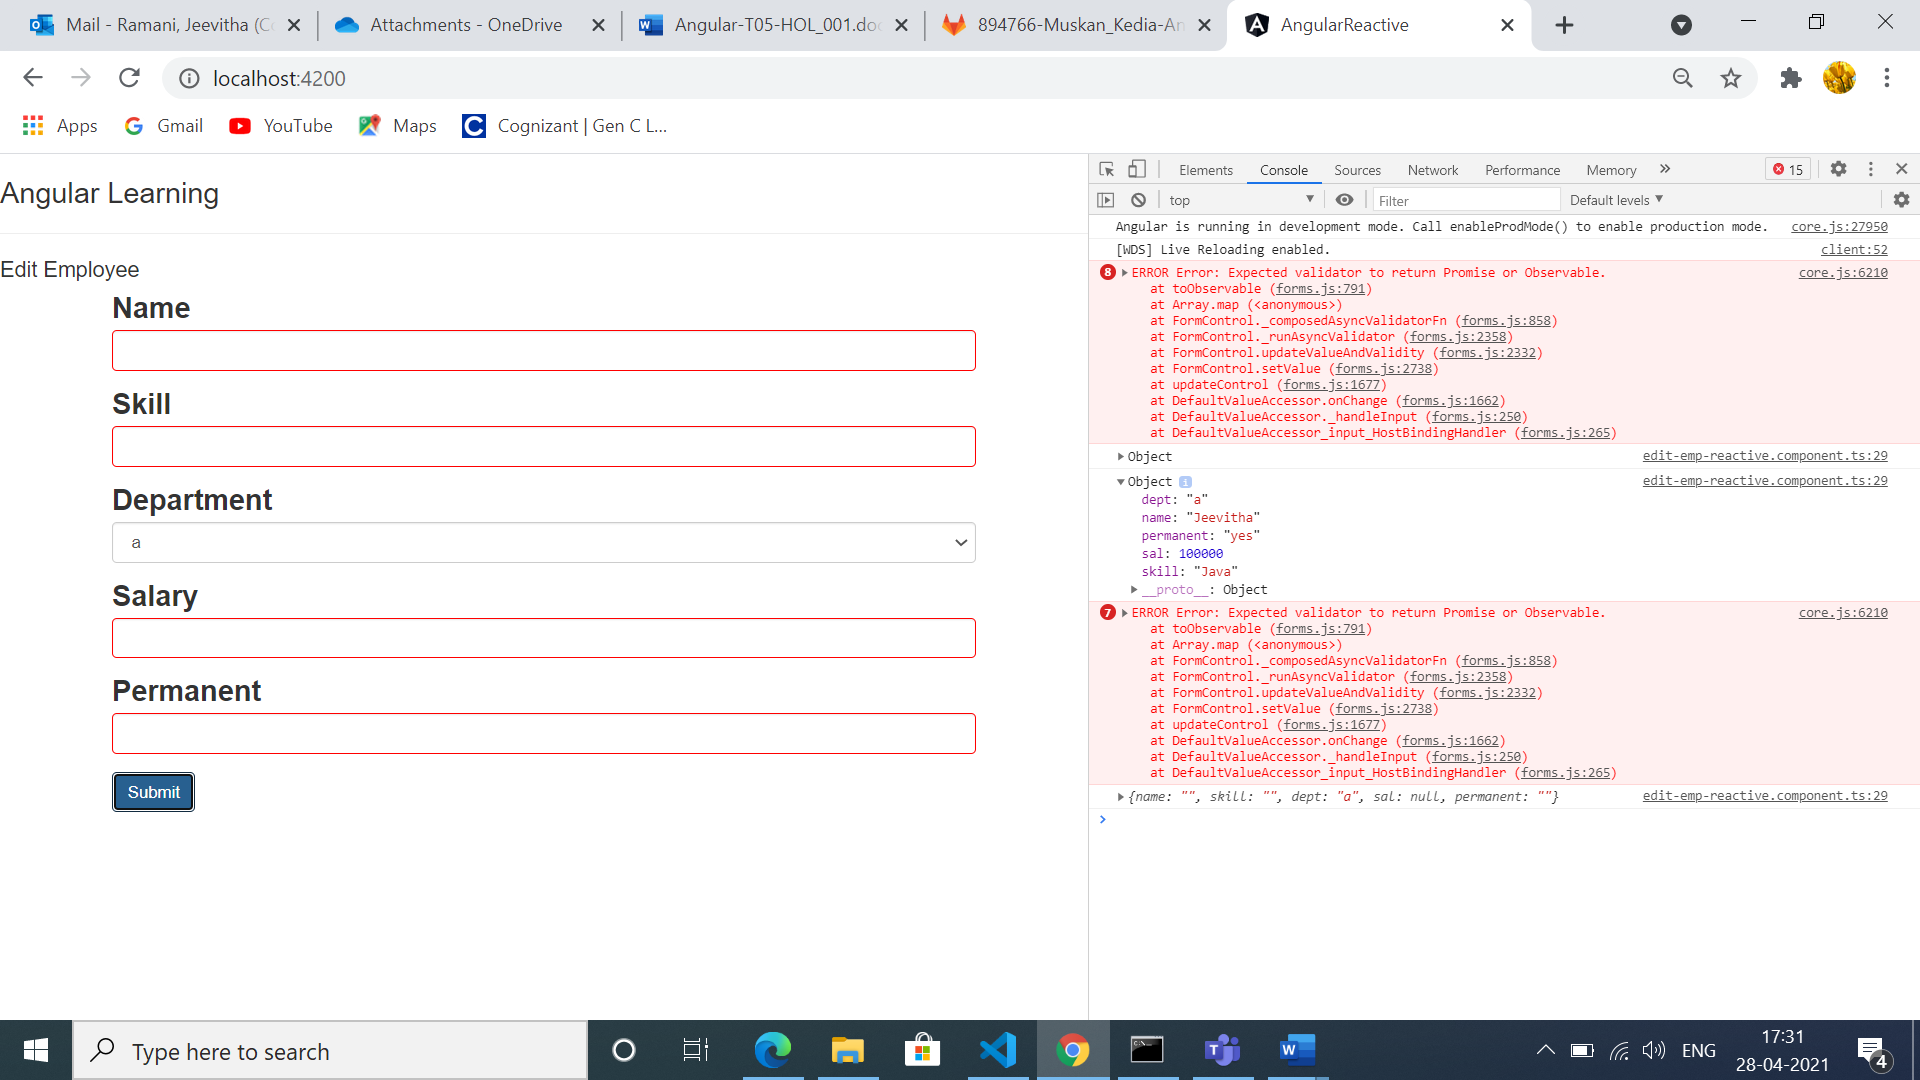 Mail - Ramani, Jeevitha (Co
Attachments - OneDrive
Angular-T05-HOL_001.doc
894766-Muskan_Kedia-An
AngularReactive
localhost:4200
Apps
Gmail
YouTube
Maps
Cognizant | Gen C L...
Angular Learning
Edit Employee
Name
Skill
Department
a
Salary
Permanent
Submit
Elements Console Sources Network Performance Memory » 15
top Filter Default levels
Angular is running in development mode. Call enableProdMode() to enable production mode. core.js:27950
[WDS] Live Reloading enabled. client:52
8 ERROR Error: Expected validator to return Promise or Observable. core.js:6210
at toObservable (forms.js:791)
at Array.map (<anonymous>)
at FormControl._composedAsyncValidatorFn (forms.js:858)
at FormControl._runAsyncValidator (forms.js:2358)
at FormControl.updateValueAndValidity (forms.js:2332)
at FormControl.setValue (forms.js:2738)
at updateControl (forms.js:1677)
at DefaultValueAccessor.onChange (forms.js:1662)
at DefaultValueAccessor._handleInput (forms.js:250)
at DefaultValueAccessor_input_HostBindingHandler (forms.js:265)
Object edit-emp-reactive.component.ts:29
Object i edit-emp-reactive.component.ts:29
dept: "a"
name: "Jeevitha"
permanent: "yes"
sal: 100000
skill: "Java"
__proto__: Object
7 ERROR Error: Expected validator to return Promise or Observable. core.js:6210
at toObservable (forms.js:791)
at Array.map (<anonymous>)
at FormControl._composedAsyncValidatorFn (forms.js:858)
at FormControl._runAsyncValidator (forms.js:2358)
at FormControl.updateValueAndValidity (forms.js:2332)
at FormControl.setValue (forms.js:2738)
at updateControl (forms.js:1677)
at DefaultValueAccessor.onChange (forms.js:1662)
at DefaultValueAccessor._handleInput (forms.js:250)
at DefaultValueAccessor_input_HostBindingHandler (forms.js:265)
{name: "", skill: "", dept: "a", sal: null, permanent: ""} edit-emp-reactive.component.ts:29
Type here to search
ENG
17:31
28-04-2021
4